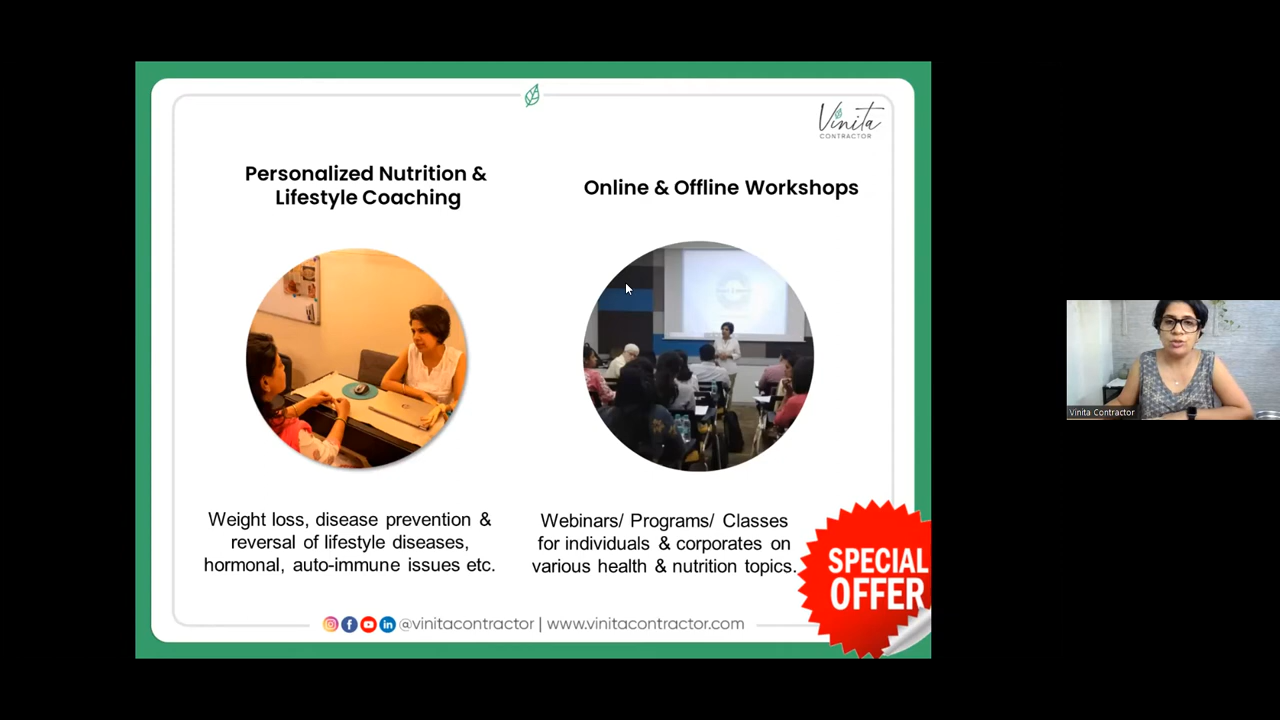 Vinita
CONTRACTOR
Personalized Nutrition &
Lifestyle Coaching
Online & Offline Workshops
Weight loss, disease prevention &
reversal of lifestyle diseases,
hormonal, auto-immune issues etc.
Webinars/ Programs/ Classes
for individuals & corporates on
various health & nutrition topics.
SPECIAL
OFFER
@vinitacontractor | www.vinitacontractor.com
Vinita Contractor